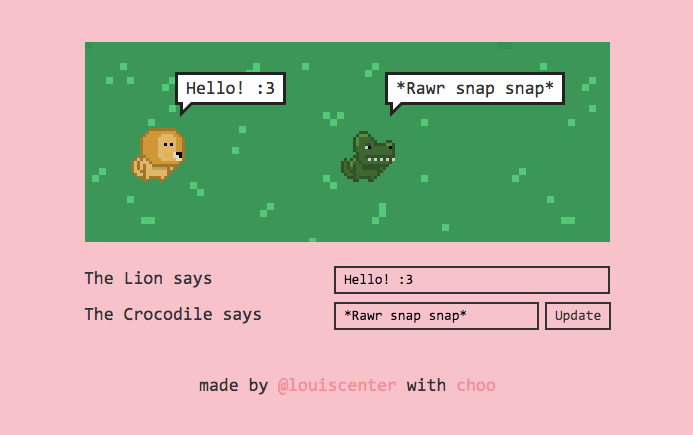 Hello! :3
*Rawr snap snap*
The Lion says
Hello! :3
The Crocodile says
*Rawr snap snap*
Update
made by @louiscenter with choo